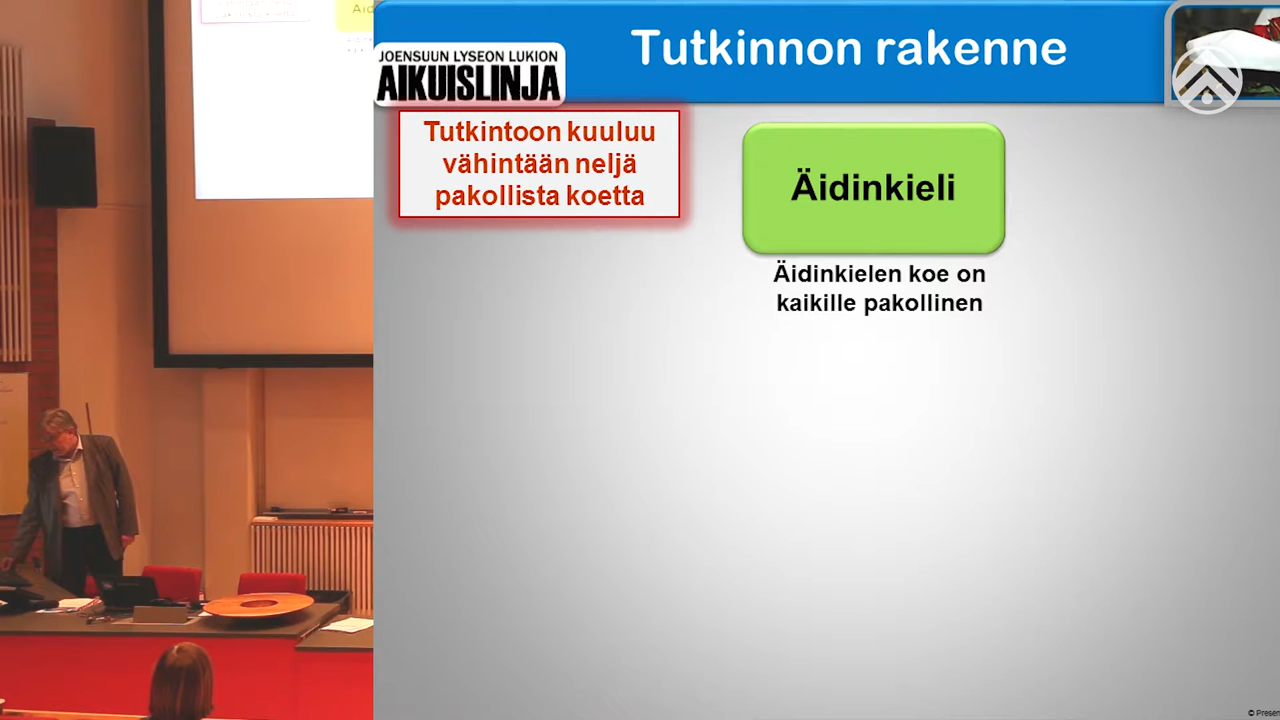 Tutkinnon rakenne
JOENSUUN LYSEON LUKION
AIKUISLINJA
Tutkintoon kuuluu
vähintään neljä
pakollista koetta
Äidinkieli
Äidinkielen koe on
kaikille pakollinen